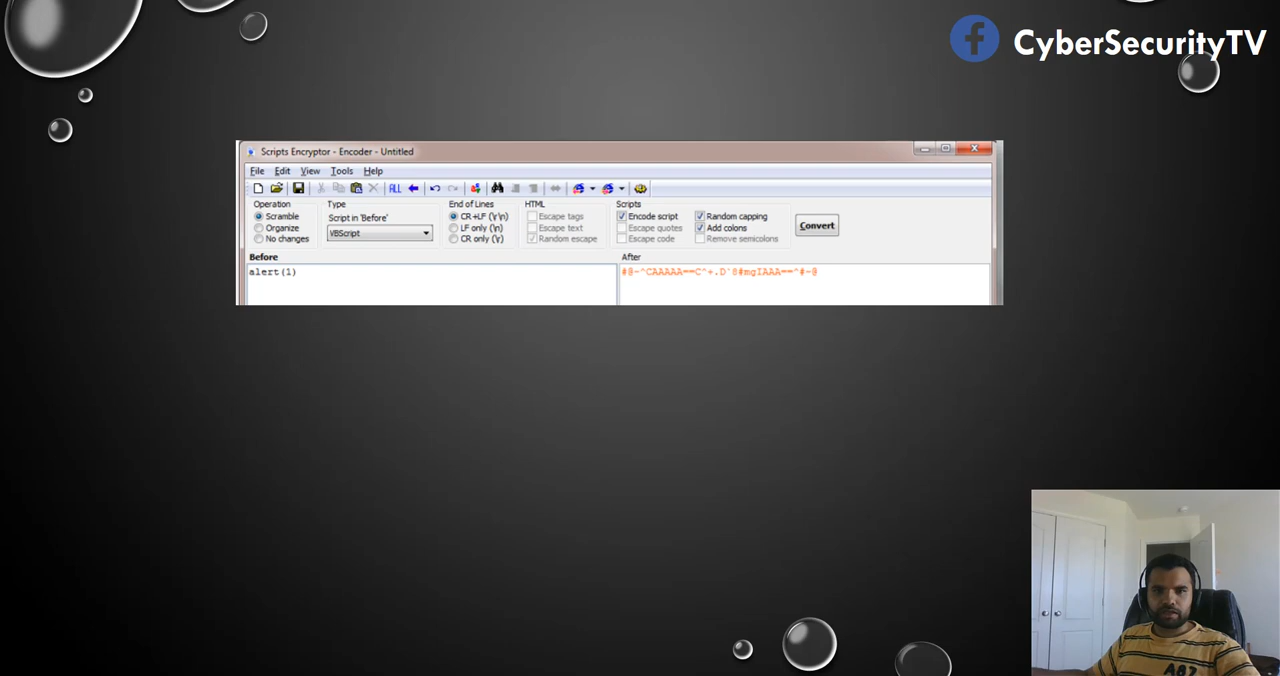 CyberSecurityTV
Scripts Encryptor - Encoder - Untitled
File Edit View Tools Help
ALL
Operation Type End of Lines HTML Scripts
Scramble Script in 'Before' CR+LF (\r\n) Escape tags Encode script Random capping
Organize VBScript LF only (\n) Escape text Escape quotes Add colons Convert
No changes CR only (\r) Random escape Escape code Remove semicolons
Before After
alert(1) #@~^CAAAAA==C^+.D`8#mgIAAA==^#~@